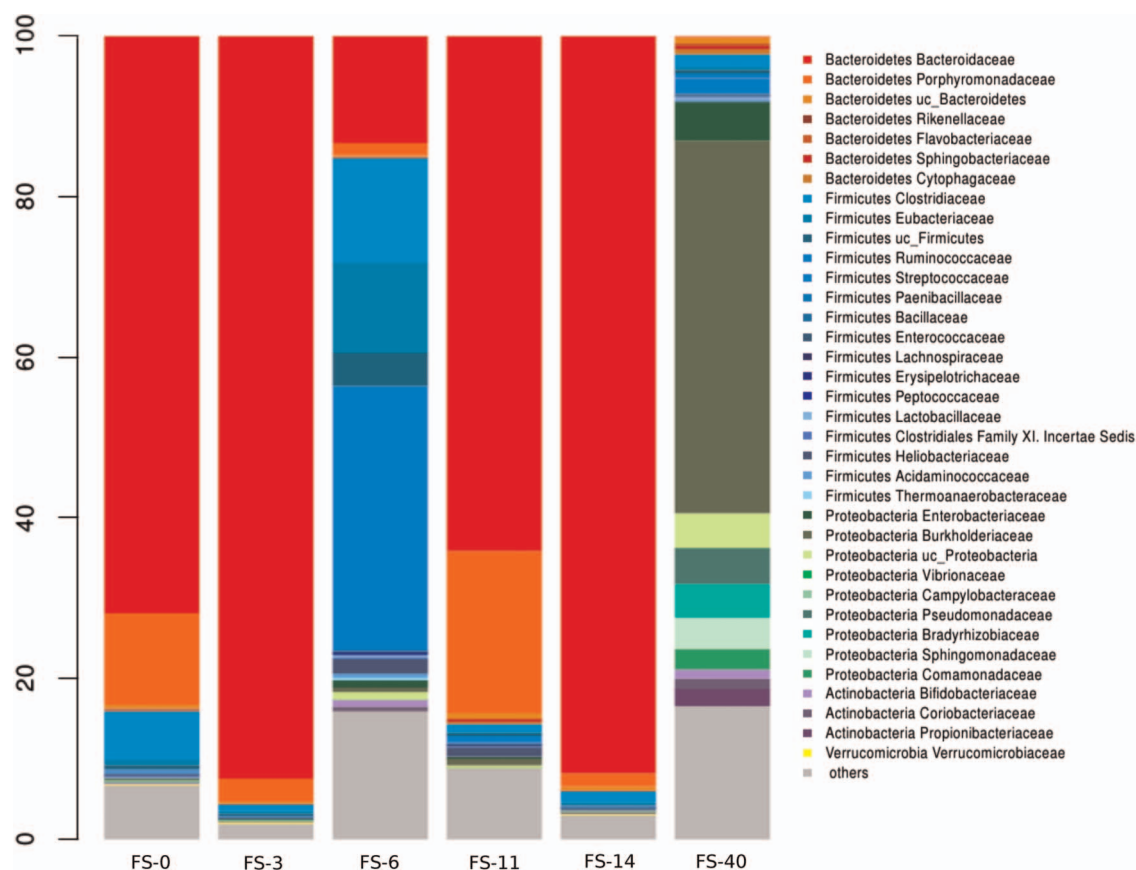 100
80
60
40
20
0
FS-0
FS-3
FS-6
FS-11
FS-14
FS-40
Bacteroidetes Bacteroidaceae
Bacteroidetes Porphyromonadaceae
Bacteroidetes uc_Bacteroidetes
Bacteroidetes Rikenellaceae
Bacteroidetes Flavobacteriaceae
Bacteroidetes Sphingobacteriaceae
Bacteroidetes Cytophagaceae
Firmicutes Clostridiaceae
Firmicutes Eubacteriaceae
Firmicutes uc_Firmicutes
Firmicutes Ruminococcaceae
Firmicutes Streptococcaceae
Firmicutes Paenibacillaceae
Firmicutes Bacillaceae
Firmicutes Enterococcaceae
Firmicutes Lachnospiraceae
Firmicutes Erysipelotrichaceae
Firmicutes Peptococcaceae
Firmicutes Lactobacillaceae
Firmicutes Clostridiales Family XI. Incertae Sedis
Firmicutes Heliobacteriaceae
Firmicutes Acidaminococcaceae
Firmicutes Thermoanaerobacteraceae
Proteobacteria Enterobacteriaceae
Proteobacteria Burkholderiaceae
Proteobacteria uc_Proteobacteria
Proteobacteria Vibrionaceae
Proteobacteria Campylobacteraceae
Proteobacteria Pseudomonadaceae
Proteobacteria Bradyrhizobiaceae
Proteobacteria Sphingomonadaceae
Proteobacteria Comamonadaceae
Actinobacteria Bifidobacteriaceae
Actinobacteria Coriobacteriaceae
Actinobacteria Propionibacteriaceae
Verrucomicrobia Verrucomicrobiaceae
others